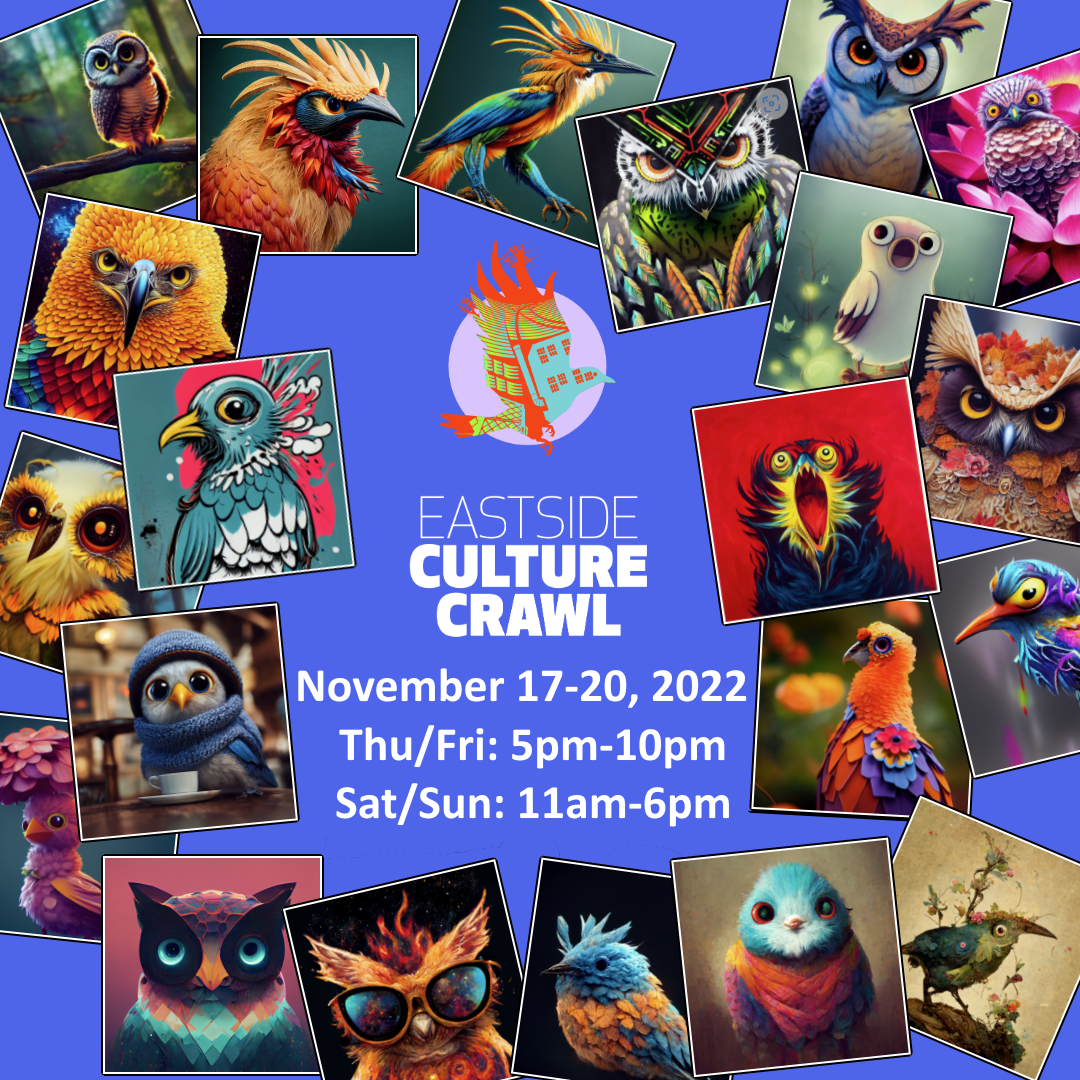 EASTSIDE
CULTURE
CRAWL
November 17-20, 2022
Thu/Fri: 5pm-10pm
Sat/Sun: 11am-6pm